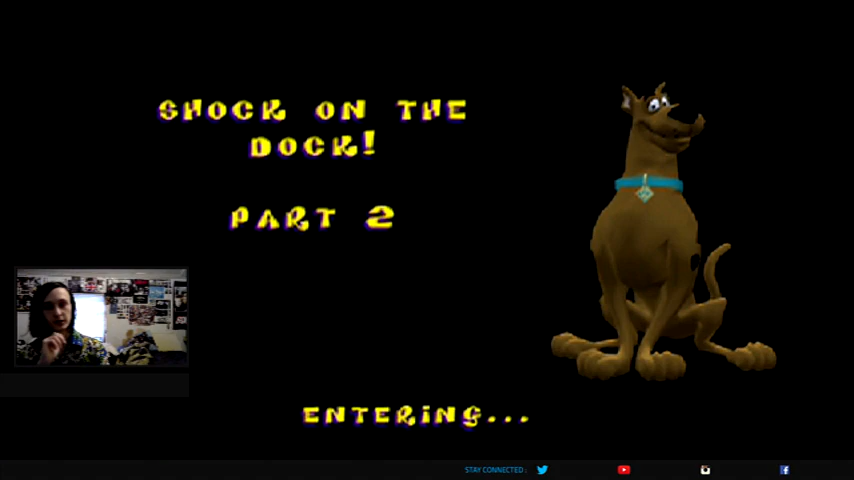 SHOCK ON THE
DOCK!
PART 2
ENTERING...
STAY CONNECTED :